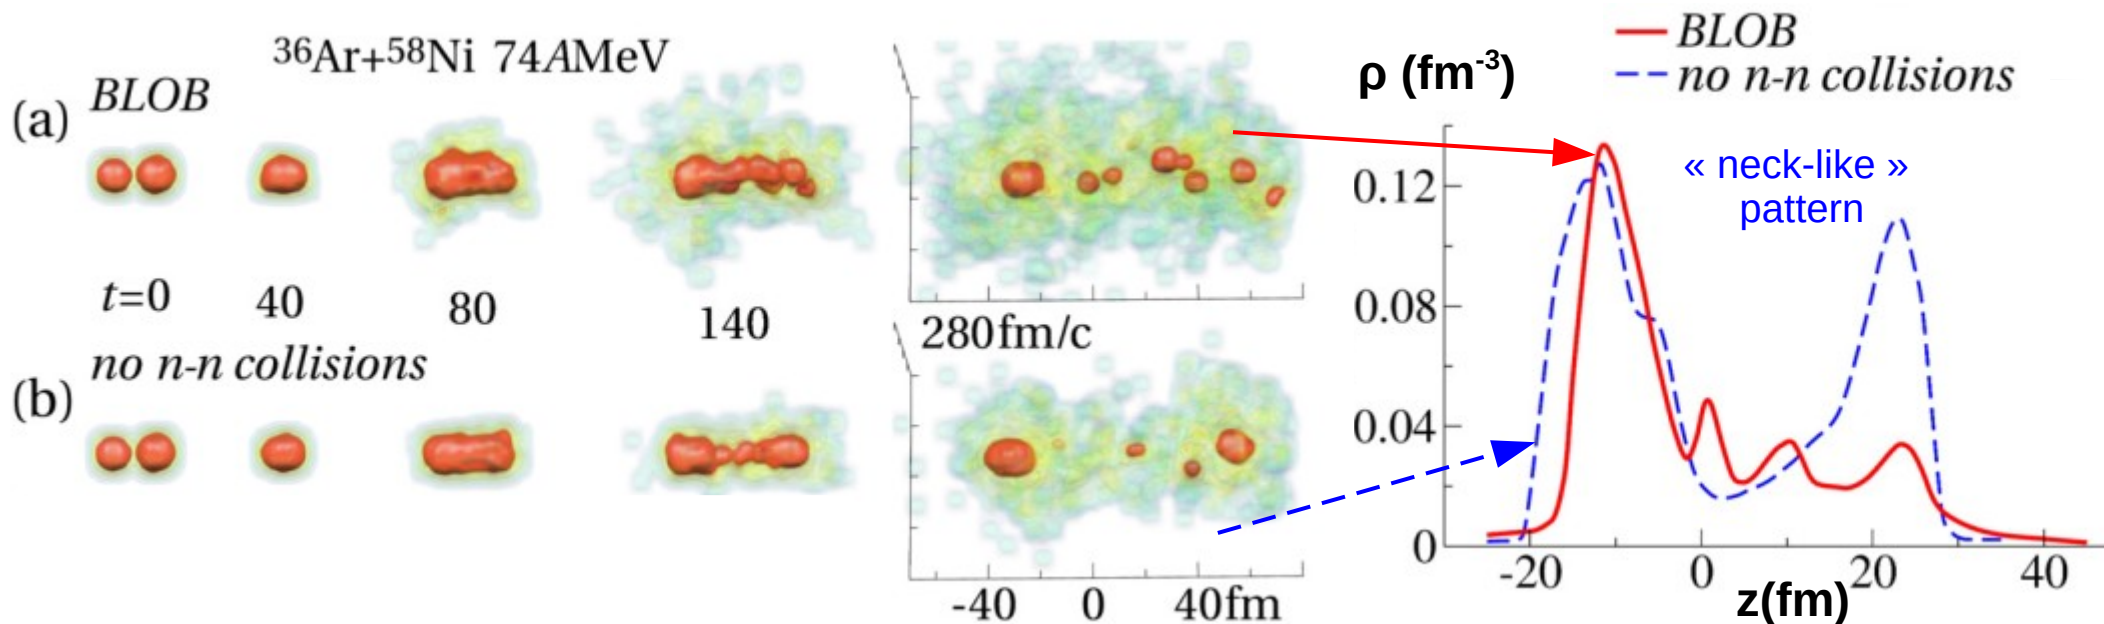 ³⁶Ar+⁵⁸Ni 74AMeV
(a) BLOB
t=0 40 80 140 280fm/c
no n-n collisions
(b)
-40 0 40fm
BLOB
no n-n collisions
ρ (fm⁻³)
« neck-like »
pattern
0.12
0.08
0.04
0
-20 0 20 40
z(fm)